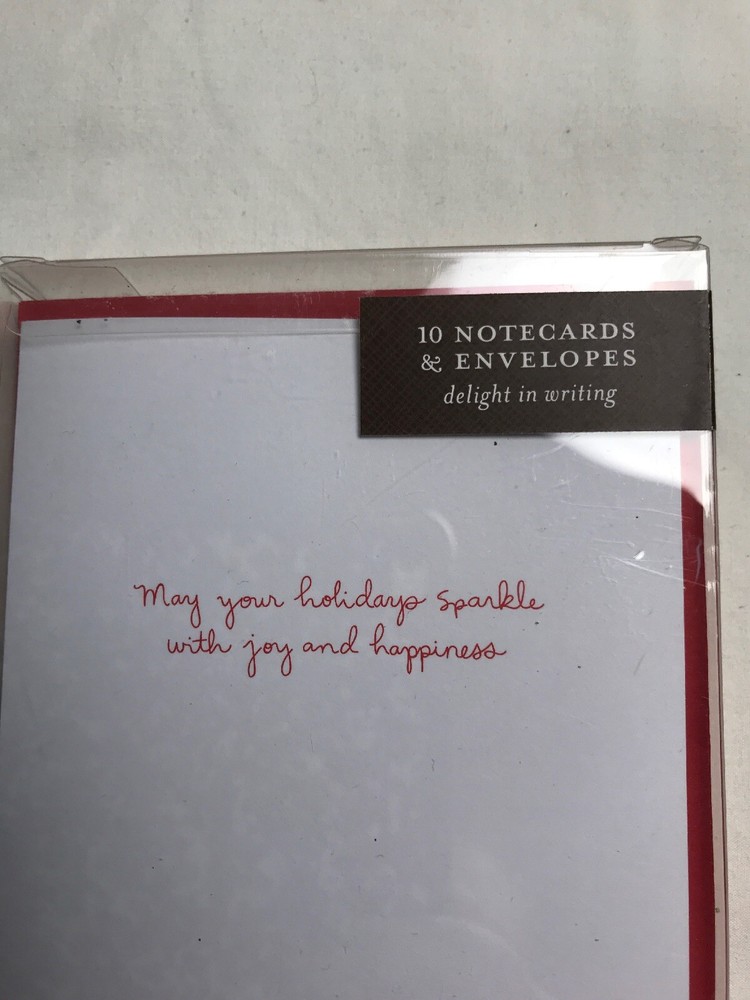 10 NOTECARDS
& ENVELOPES
delight in writing
May your holidays sparkle
with joy and happiness